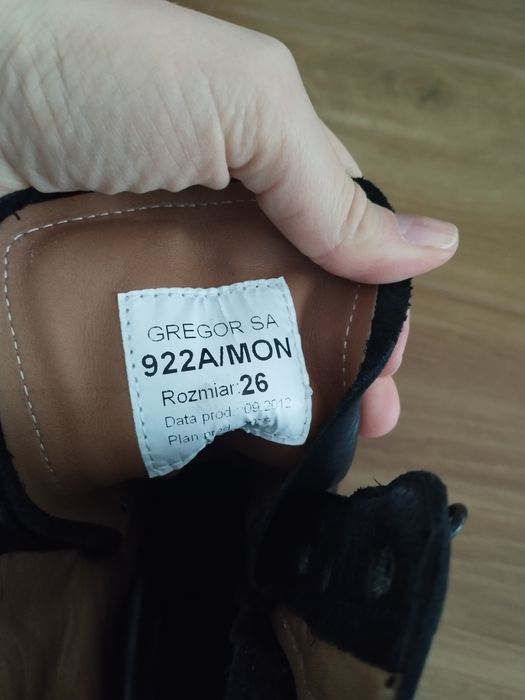 GREGOR SA
922A/MON
Rozmiar:26
Data prod.: 09.2012
Plan prod.